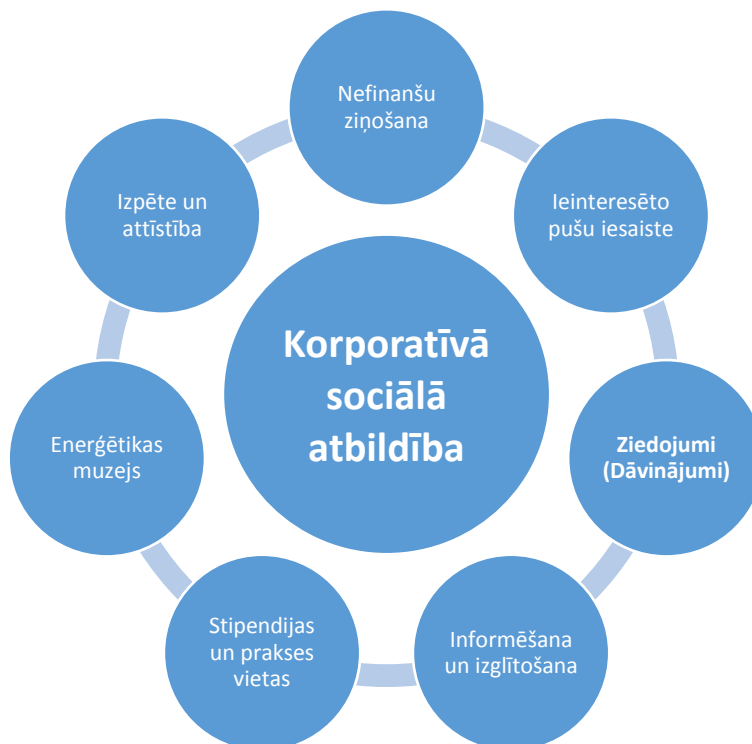 Nefinanšu
ziņošana
Ieinteresēto
pušu iesaiste
Ziedojumi
(Dāvinājumi)
Informēšana
un izglītošana
Stipendijas
un prakses
vietas
Enerģētikas
muzejs
Izpēte un
attīstība
Korporatīvā
sociālā
atbildība